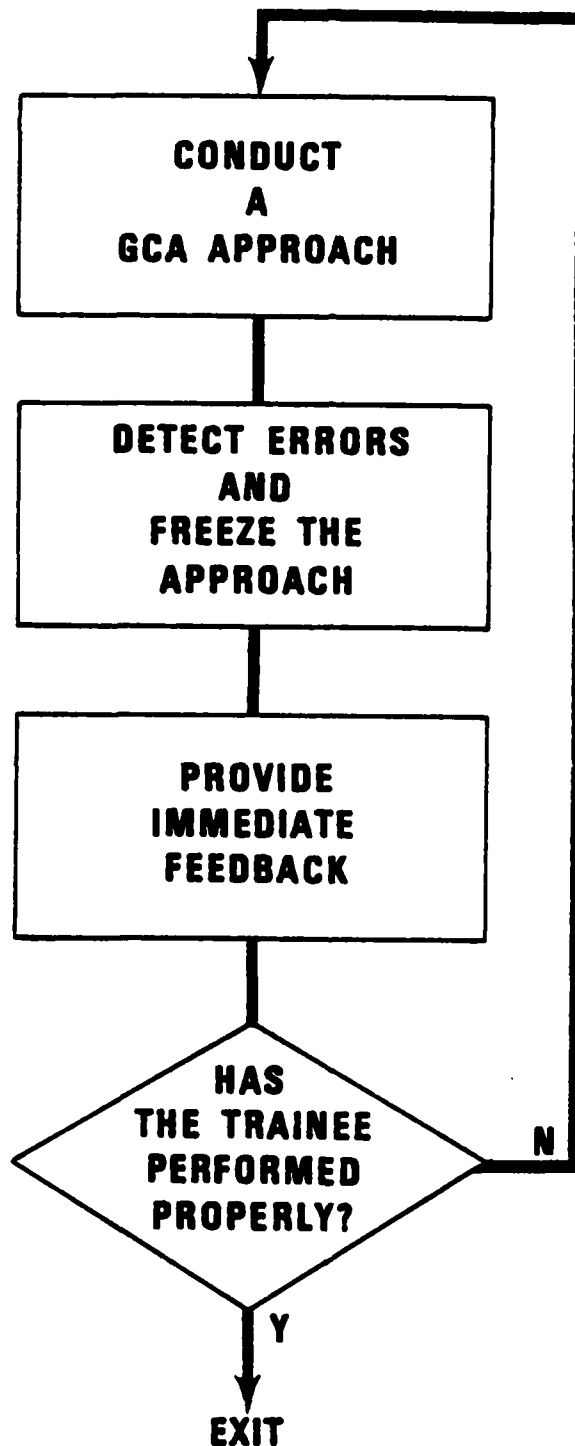 CONDUCT
A
GCA APPROACH
DETECT ERRORS
AND
FREEZE THE
APPROACH
PROVIDE
IMMEDIATE
FEEDBACK
HAS
THE TRAINEE
PERFORMED
PROPERLY?
N
Y
EXIT